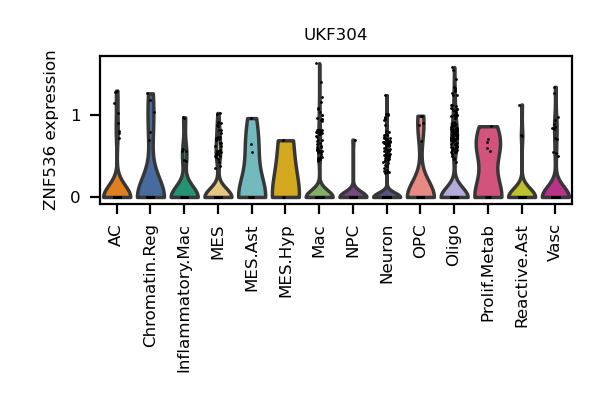 UKF304
ZNF536 expression
1
0
AC
Chromatin.Reg
Inflammatory.Mac
MES
MES.Ast
MES.Hyp
Mac
NPC
Neuron
OPC
Oligo
Prolif.Metab
Reactive.Ast
Vasc